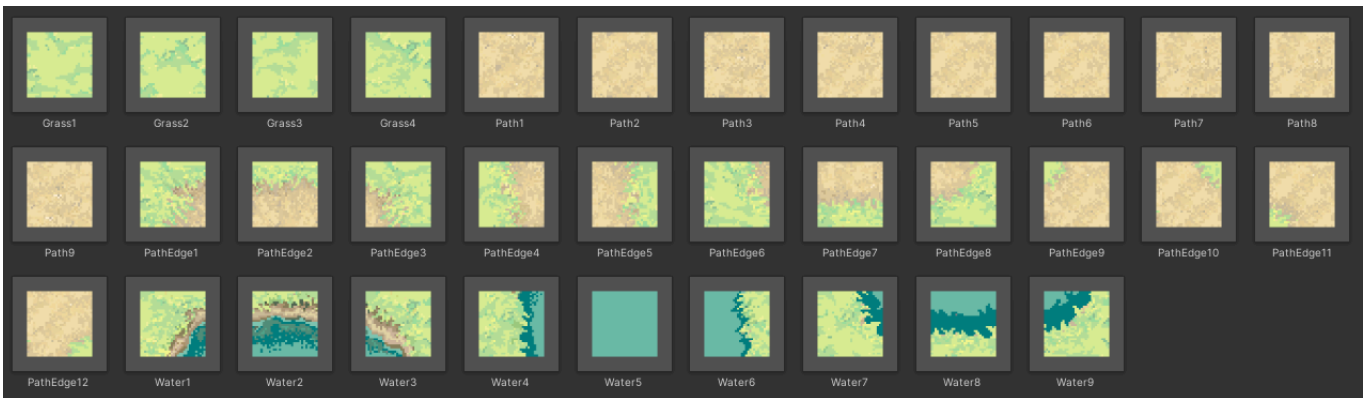 Grass1 Grass2 Grass3 Grass4 Path1 Path2 Path3 Path4 Path5 Path6 Path7 Path8
Path9 PathEdge1 PathEdge2 PathEdge3 PathEdge4 PathEdge5 PathEdge6 PathEdge7 PathEdge8 PathEdge9 PathEdge10 PathEdge11
PathEdge12 Water1 Water2 Water3 Water4 Water5 Water6 Water7 Water8 Water9